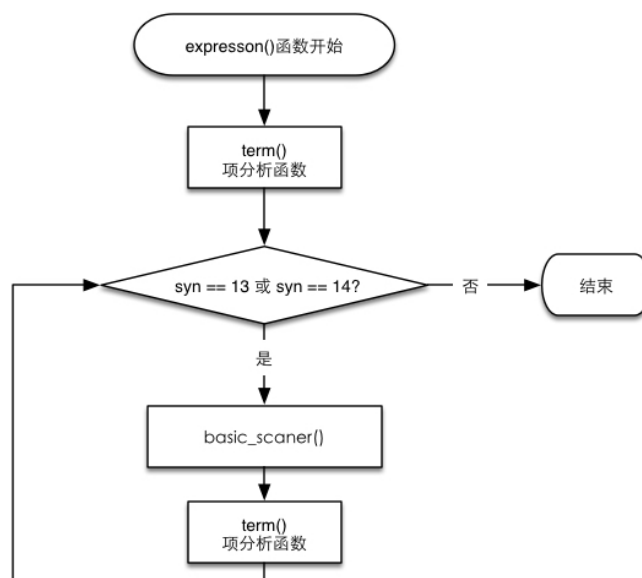 expresson()函数开始
term()
项分析函数
syn == 13 或 syn == 14?
否
结束
是
basic_scaner()
term()
项分析函数